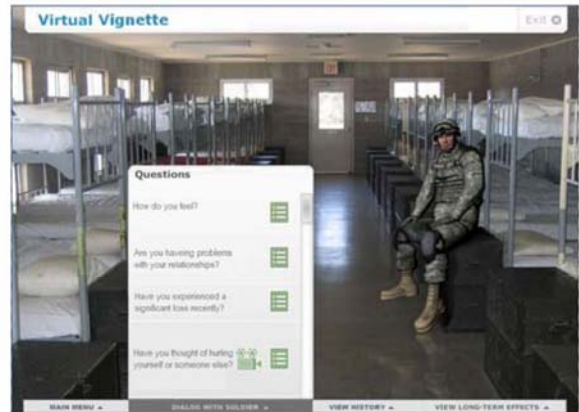 Virtual Vignette
Exit
Questions
How do you feel?
Are you haveing problems
with your relationships?
Have you experienced a
significant loss recently?
Have you thought of hurting
yourself or someone else?
MAIN MENU
DIALOG WITH SOLDIER
VIEW HISTORY
VIEW LONG-TERM EFFECTS